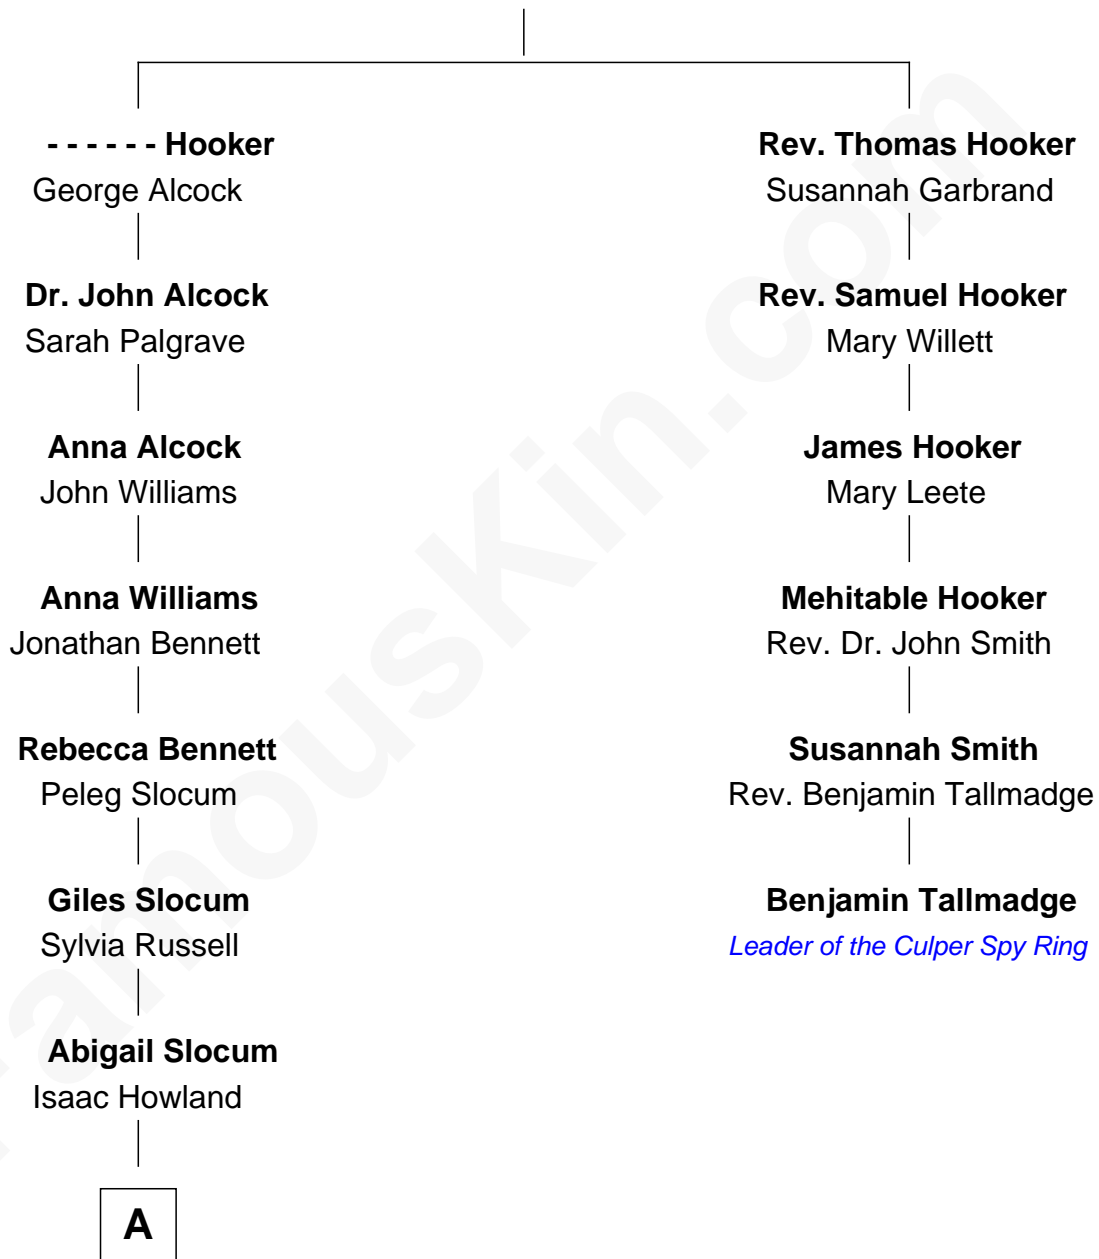 - - - - - - Hooker
George Alcock
Rev. Thomas Hooker
Susannah Garbrand
Dr. John Alcock
Sarah Palgrave
Rev. Samuel Hooker
Mary Willett
Anna Alcock
John Williams
James Hooker
Mary Leete
Anna Williams
Jonathan Bennett
Mehitable Hooker
Rev. Dr. John Smith
Rebecca Bennett
Peleg Slocum
Susannah Smith
Rev. Benjamin Tallmadge
Giles Slocum
Sylvia Russell
Benjamin Tallmadge
Leader of the Culper Spy Ring
Abigail Slocum
Isaac Howland
A
FamousKin.com